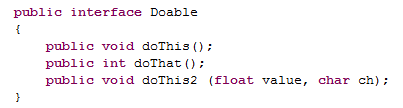 public interface Doable
{
    public void doThis();
    public int doThat();
    public void doThis2 (float value, char ch);
}